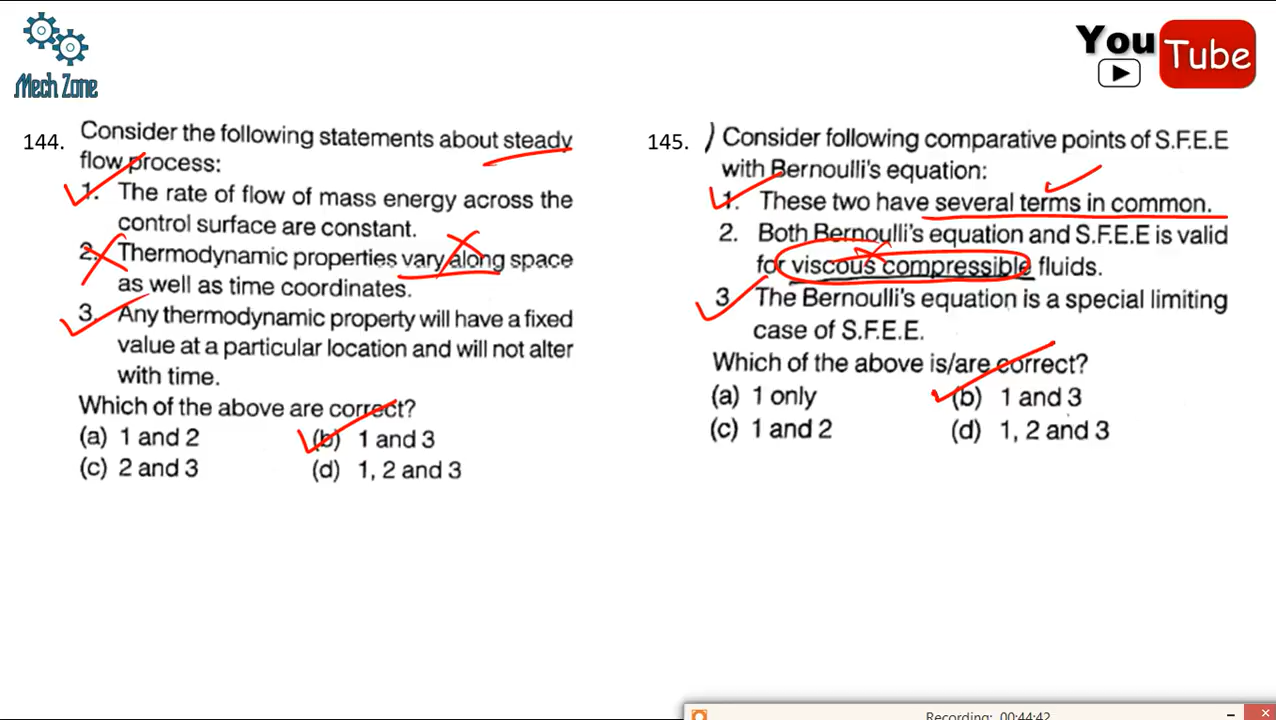 Mech Zone
You Tube
144. Consider the following statements about steady
flow process:
1. The rate of flow of mass energy across the
control surface are constant.
2. Thermodynamic properties vary along space
as well as time coordinates.
3. Any thermodynamic property will have a fixed
value at a particular location and will not alter
with time.
Which of the above are correct?
(a) 1 and 2 (b) 1 and 3
(c) 2 and 3 (d) 1, 2 and 3
145. ) Consider following comparative points of S.F.E.E
with Bernoulli's equation:
1. These two have several terms in common.
2. Both Bernoulli's equation and S.F.E.E is valid
for viscous compressible fluids.
3 The Bernoulli's equation is a special limiting
case of S.F.E.E.
Which of the above is/are correct?
(a) 1 only (b) 1 and 3
(c) 1 and 2 (d) 1, 2 and 3
Recording: 00:44:42